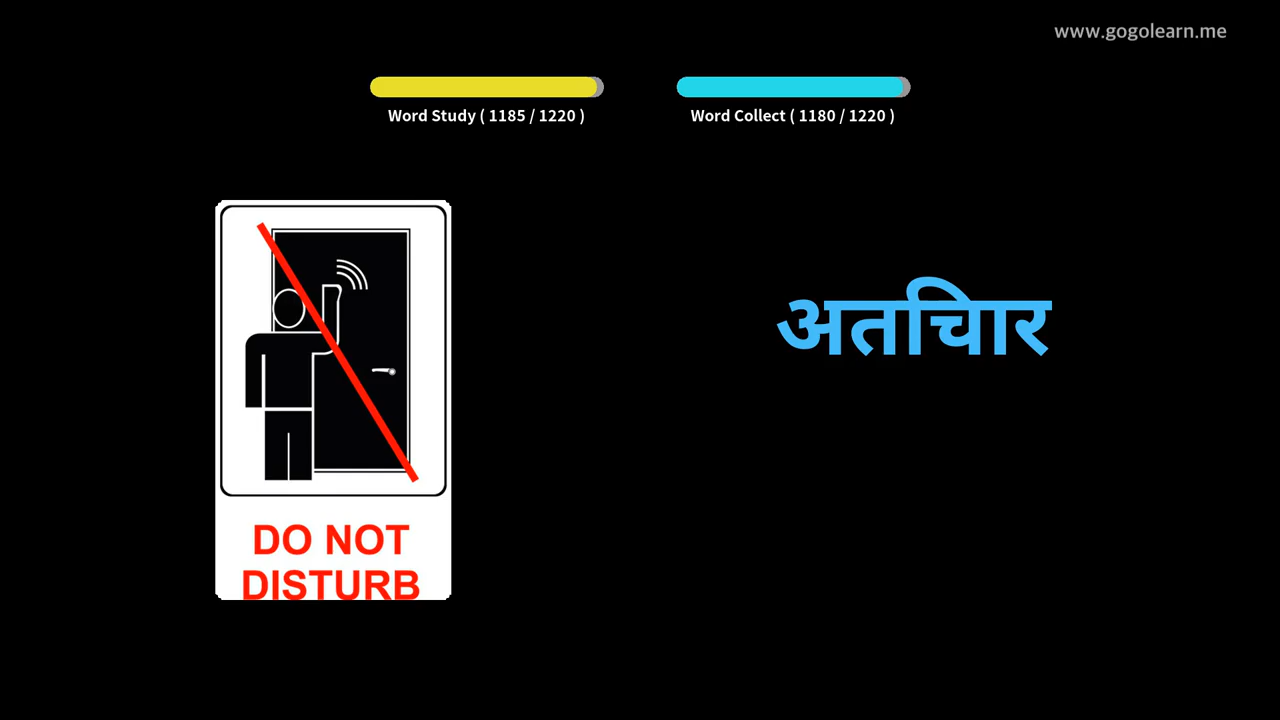 www.gogolearn.me
Word Study ( 1185 / 1220 )
Word Collect ( 1180 / 1220 )
DO NOT
DISTURB
अतचिार